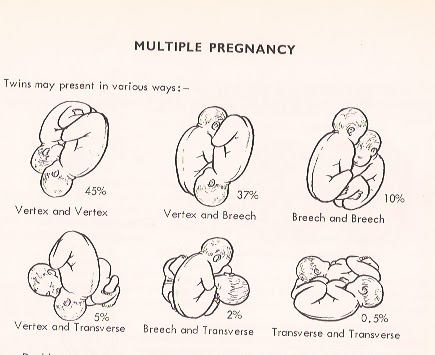 MULTIPLE PREGNANCY
Twins may present in various ways:–
45%
37%
10%
Vertex and Vertex
Vertex and Breech
Breech and Breech
5%
2%
0.5%
Vertex and Transverse
Breech and Transverse
Transverse and Transverse